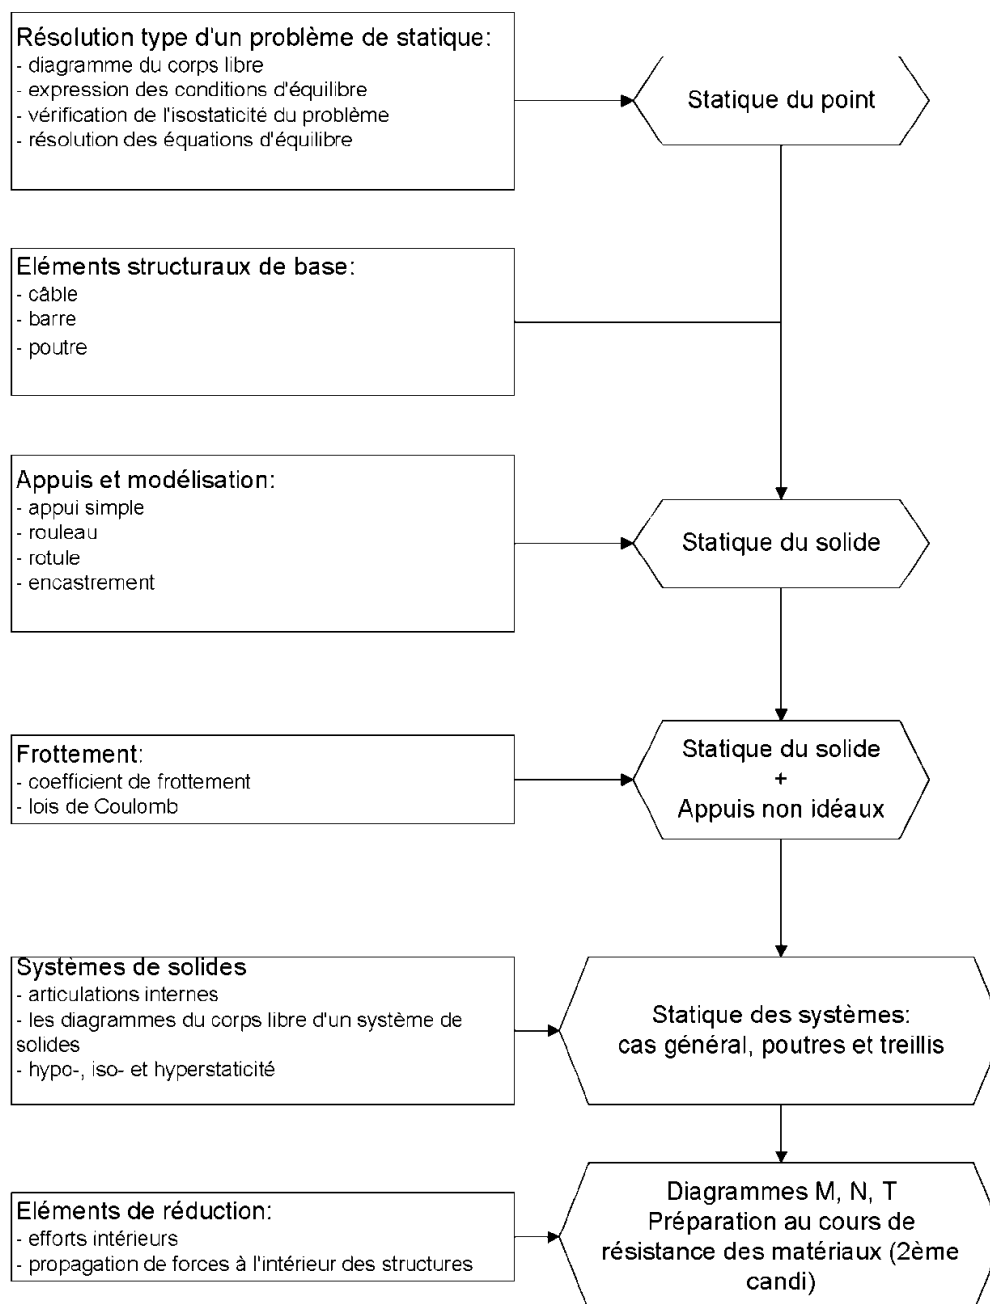 Résolution type d'un problème de statique:
- diagramme du corps libre
- expression des conditions d'équilibre
- vérification de l'isostaticité du problème
- résolution des équations d'équilibre
Statique du point
Eléments structuraux de base:
- câble
- barre
- poutre
Appuis et modélisation:
- appui simple
- rouleau
- rotule
- encastrement
Statique du solide
Frottement:
- coefficient de frottement
- lois de Coulomb
Statique du solide
+
Appuis non idéaux
Systèmes de solides
- articulations internes
- les diagrammes du corps libre d'un système de
solides
- hypo-, iso- et hyperstaticité
Statique des systèmes:
cas général, poutres et treillis
Eléments de réduction:
- efforts intérieurs
- propagation de forces à l'intérieur des structures
Diagrammes M, N, T
Préparation au cours de
résistance des matériaux (2ème
candi)